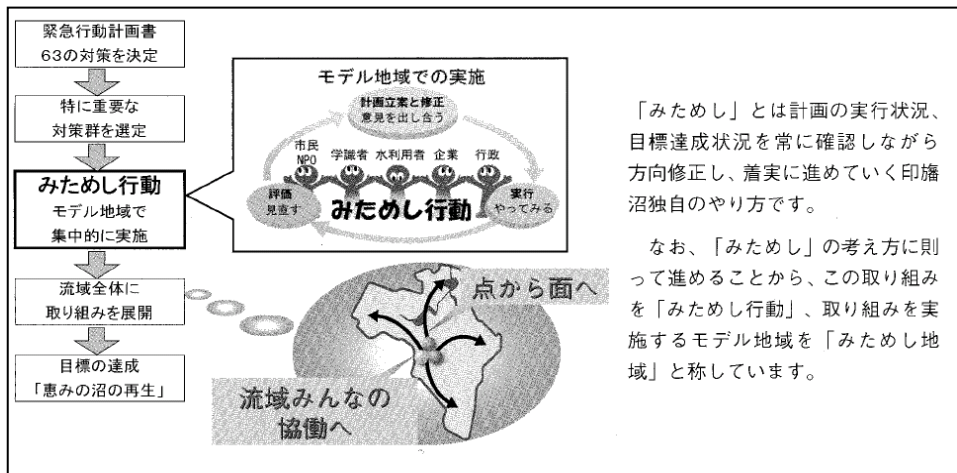 緊急行動計画書
63の対策を決定
特に重要な
対策群を選定
みためし行動
モデル地域で
集中的に実施
流域全体に
取り組みを展開
目標の達成
「恵みの沼の再生」
モデル地域での実施
計画立案と修正
意見を出し合う
市民
NPO
学識者
水利用者
企業
行政
評価
見直す
みためし行動
実行
やってみる
点から面へ
流域みんなの
協働へ
「みためし」とは計画の実行状況、
目標達成状況を常に確認しながら
方向修正し、着実に進めていく印旛
沼独自のやり方です。
なお、「みためし」の考え方に則
って進めることから、この取り組み
を「みためし行動」、取り組みを実
施するモデル地域を「みためし地
域」と称しています。